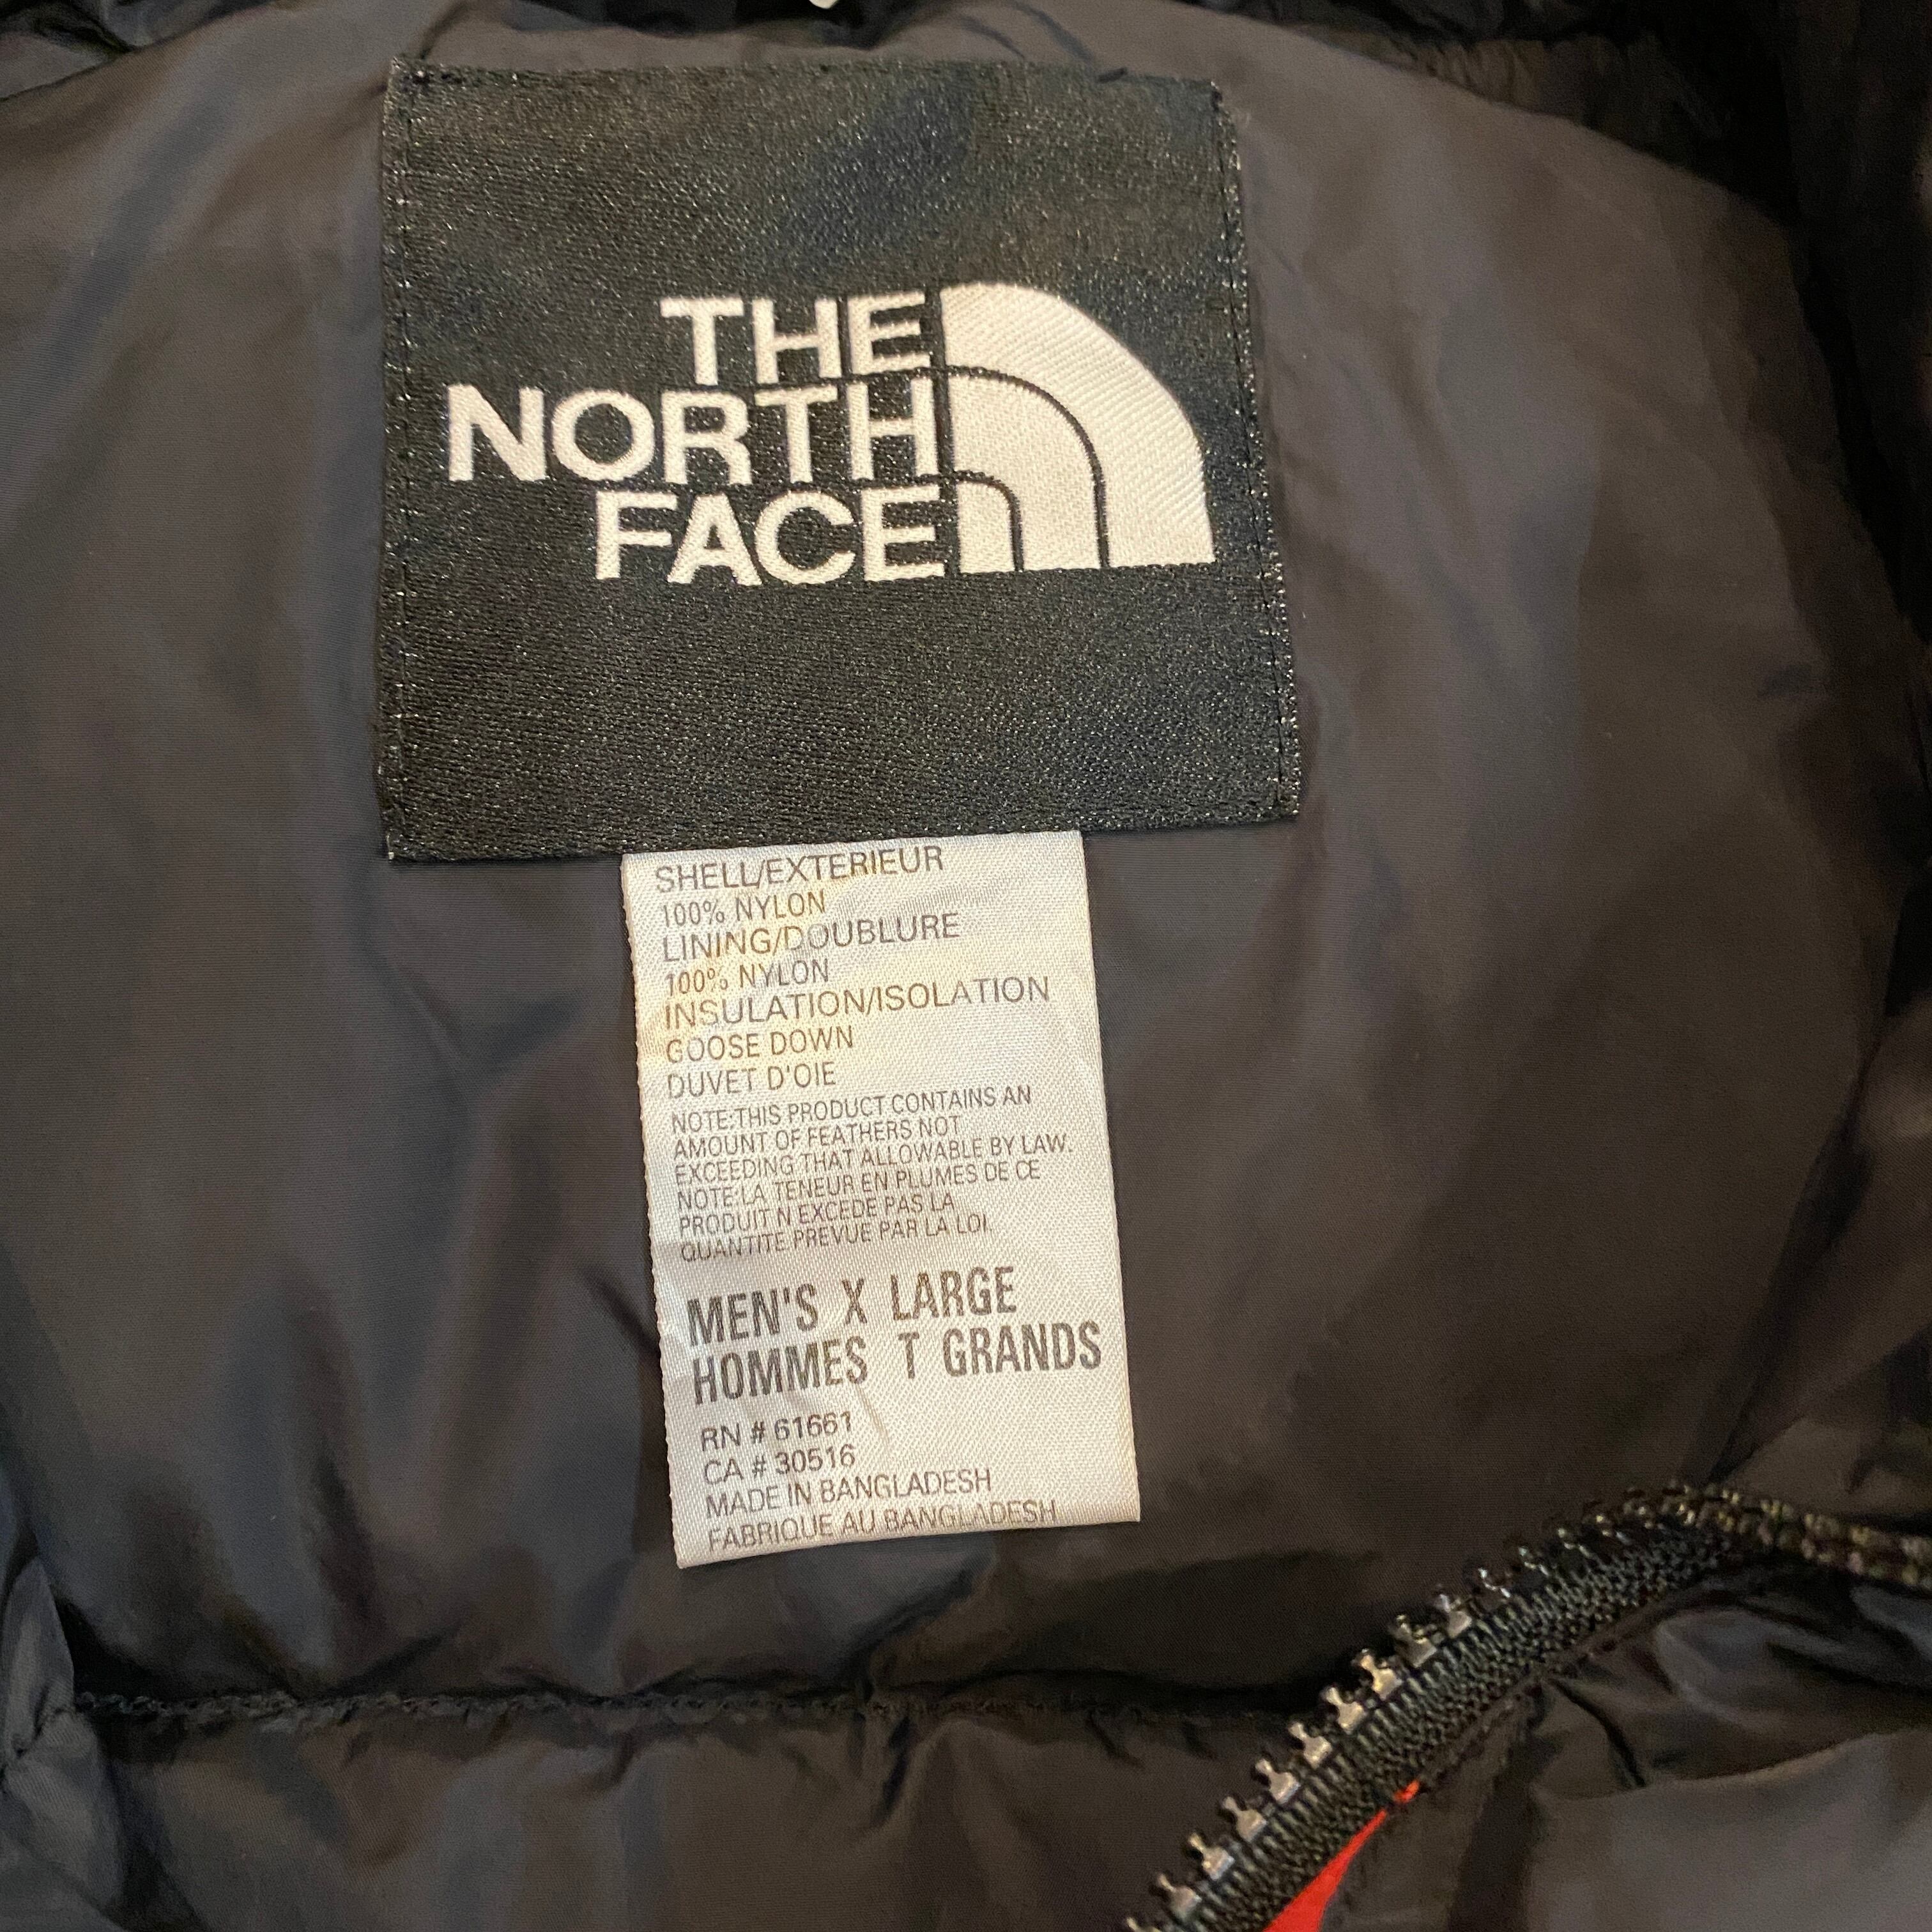 THE
NORTH
FACE
SHELL/EXTERIEUR
100% NYLON
LINING/DOUBLURE
100% NYLON
INSULATION/ISOLATION
GOOSE DOWN
DUVET D'OIE
NOTE:THIS PRODUCT CONTAINS AN
AMOUNT OF FEATHERS NOT
EXCEEDING THAT ALLOWABLE BY LAW.
NOTE:LA TENEUR EN PLUMES DE CE
PRODUIT N EXCEDE PAS LA
QUANTITE PREVUE PAR LA LOI.
MEN'S X LARGE
HOMMES T GRANDS
RN # 61661
CA # 30516
MADE IN BANGLADESH
FABRIQUE AU BANGLADESH